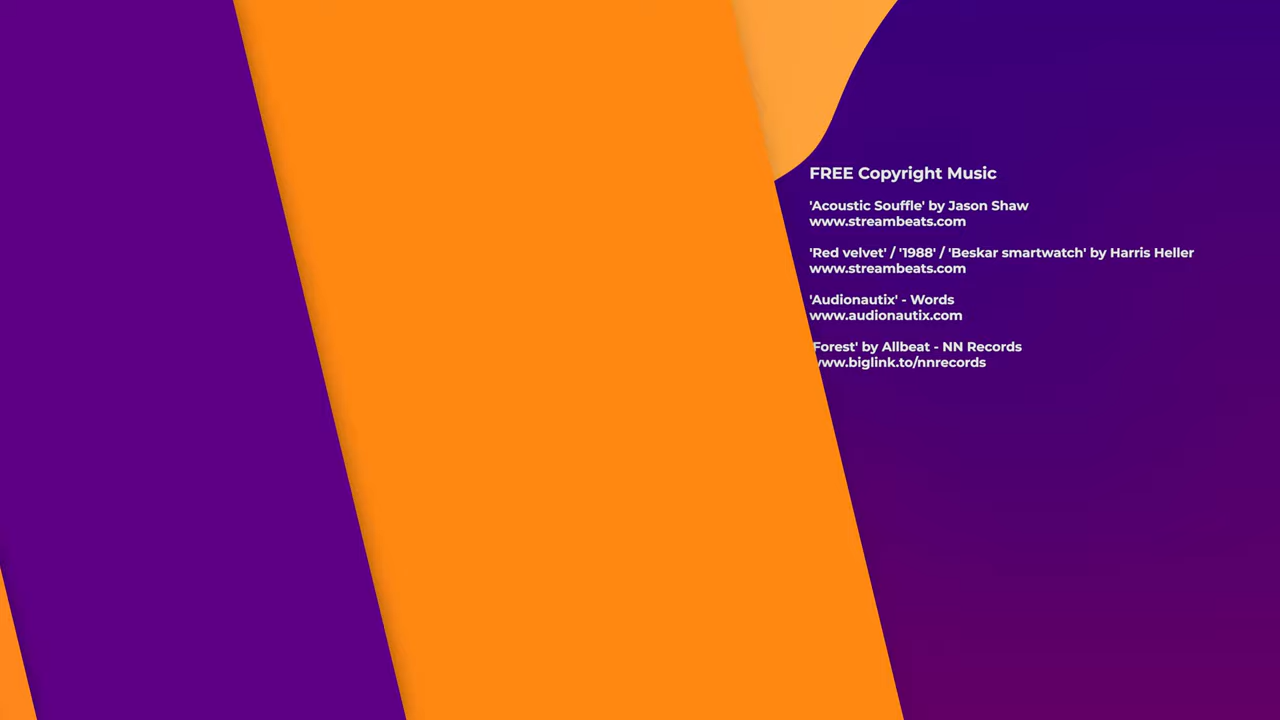 FREE Copyright Music
'Acoustic Souffle' by Jason Shaw
www.streambeats.com
'Red velvet' / '1988' / 'Beskar smartwatch' by Harris Heller
www.streambeats.com
'Audionautix' - Words
www.audionautix.com
Forest' by Allbeat - NN Records
www.biglink.to/nnrecords